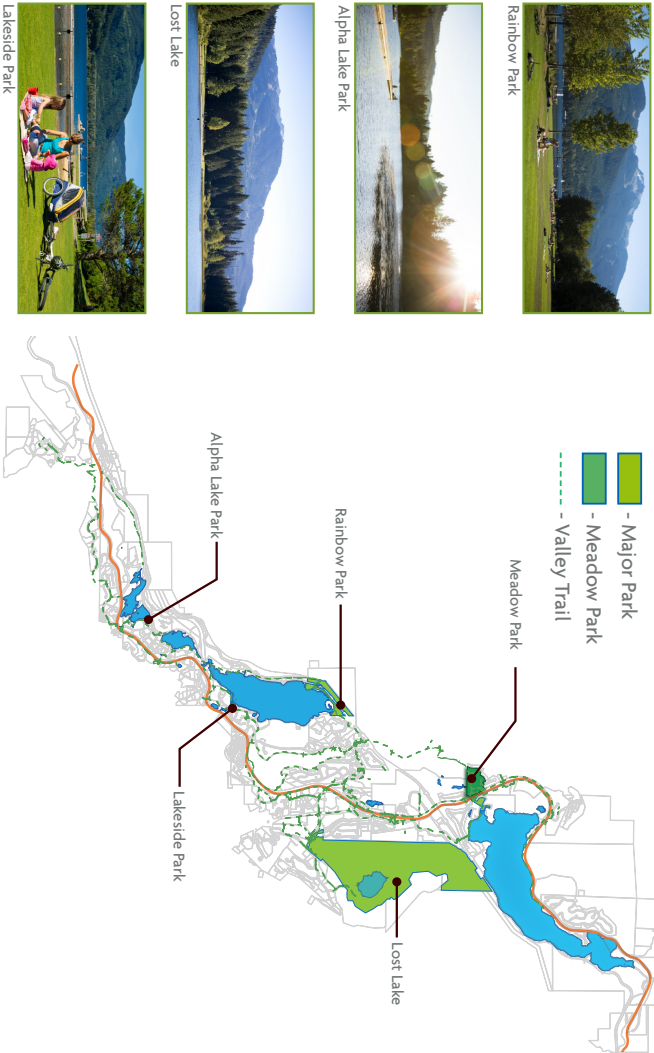 Rainbow Park
Alpha Lake Park
Lost Lake
Lakeside Park
- Major Park
- Meadow Park
- Valley Trail
Meadow Park
Rainbow Park
Alpha Lake Park
Lost Lake
Lakeside Park